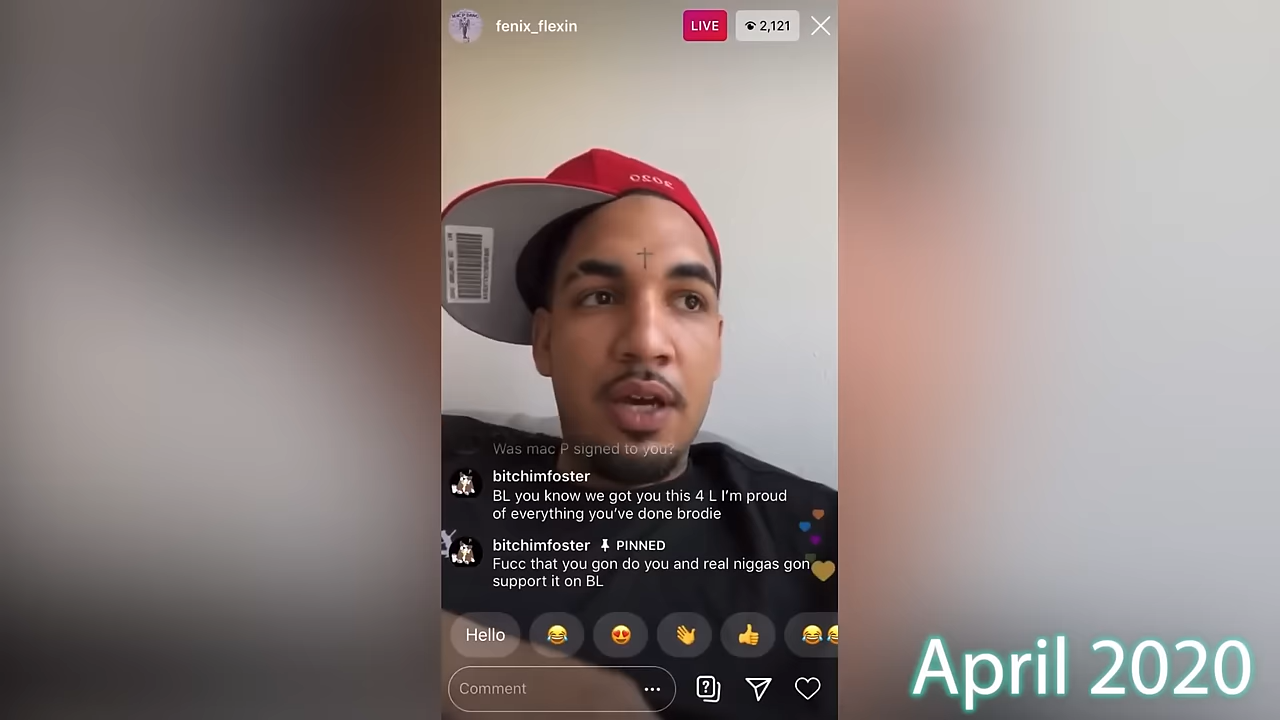 fenix_flexin
LIVE
2,121
2020
Was mac P signed to you?
bitchimfoster
BL you know we got you this 4 L I'm proud
of everything you've done brodie
bitchimfoster PINNED
Fucc that you gon do you and real niggas gon
support it on BL
Hello
Comment
April 2020